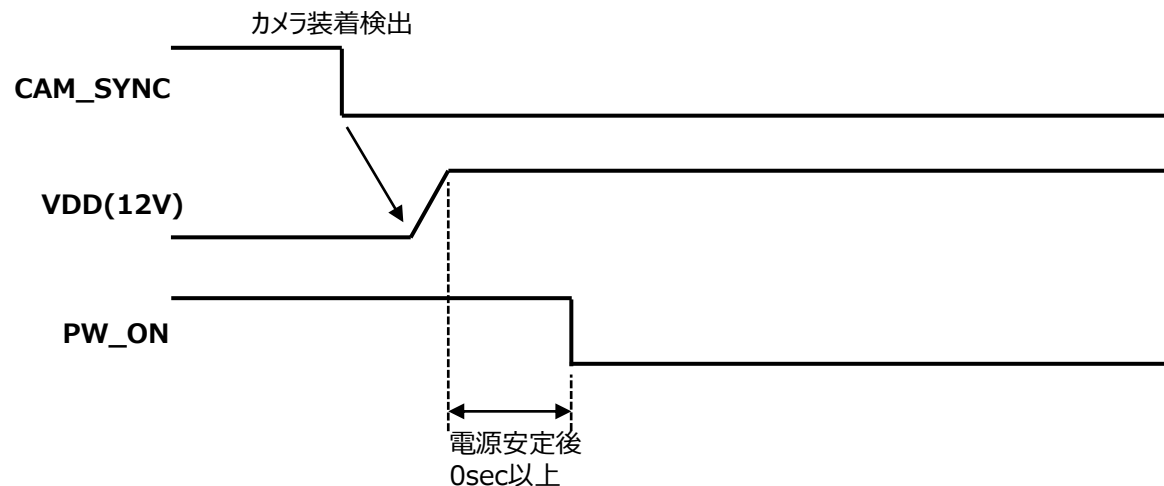 カメラ装着検出
CAM_SYNC
VDD(12V)
PW_ON
電源安定後
0sec以上